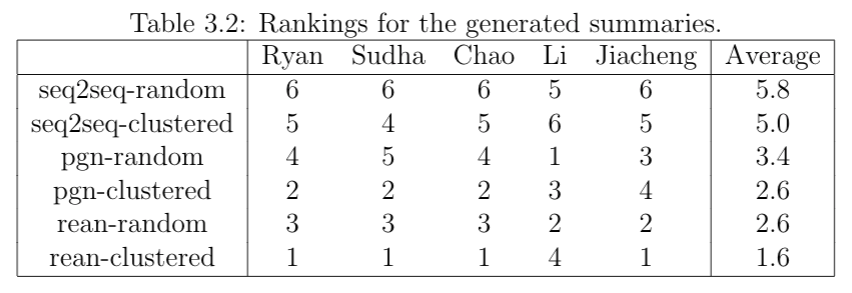 Table 3.2: Rankings for the generated summaries.
Ryan Sudha Chao Li Jiacheng Average
seq2seq-random 6 6 6 5 6 5.8
seq2seq-clustered 5 4 5 6 5 5.0
pgn-random 4 5 4 1 3 3.4
pgn-clustered 2 2 2 3 4 2.6
rean-random 3 3 3 2 2 2.6
rean-clustered 1 1 1 4 1 1.6